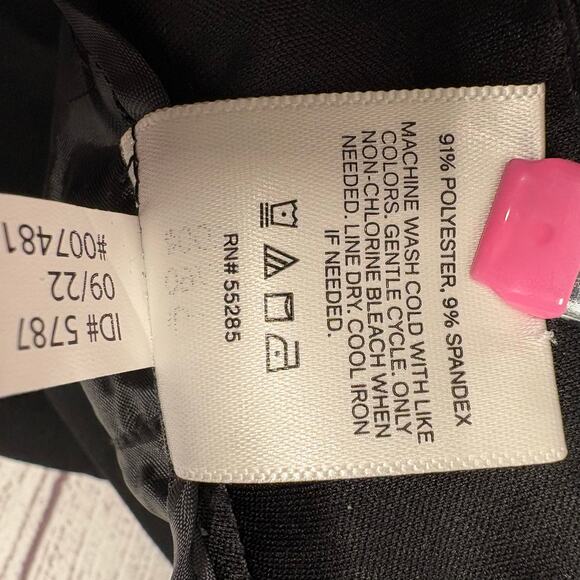 91% POLYESTER, 9% SPANDEX
MACHINE WASH COLD WITH LIKE
COLORS. GENTLE CYCLE. ONLY
NON-CHLORINE BLEACH WHEN
NEEDED. LINE DRY. COOL IRON
IF NEEDED.
RN# 55285
#007481
09/22
ID# 5787